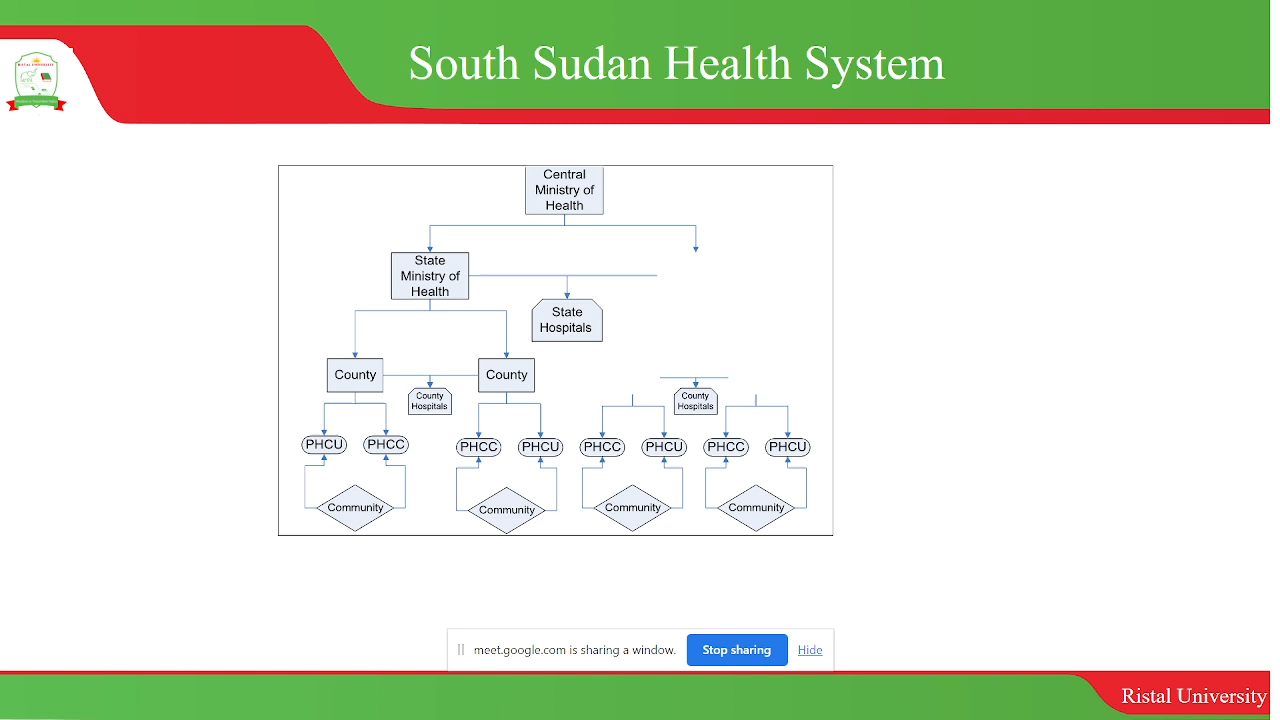 South Sudan Health System
RISTAL UNIVERSITY
Central
Ministry of
Health
State
Ministry of
Health
State
Hospitals
County
County
County
Hospitals
County
Hospitals
PHCU
PHCC
PHCC
PHCU
PHCC
PHCU
PHCC
PHCU
Community
Community
Community
Community
meet.google.com is sharing a window.
Stop sharing
Hide
Ristal University